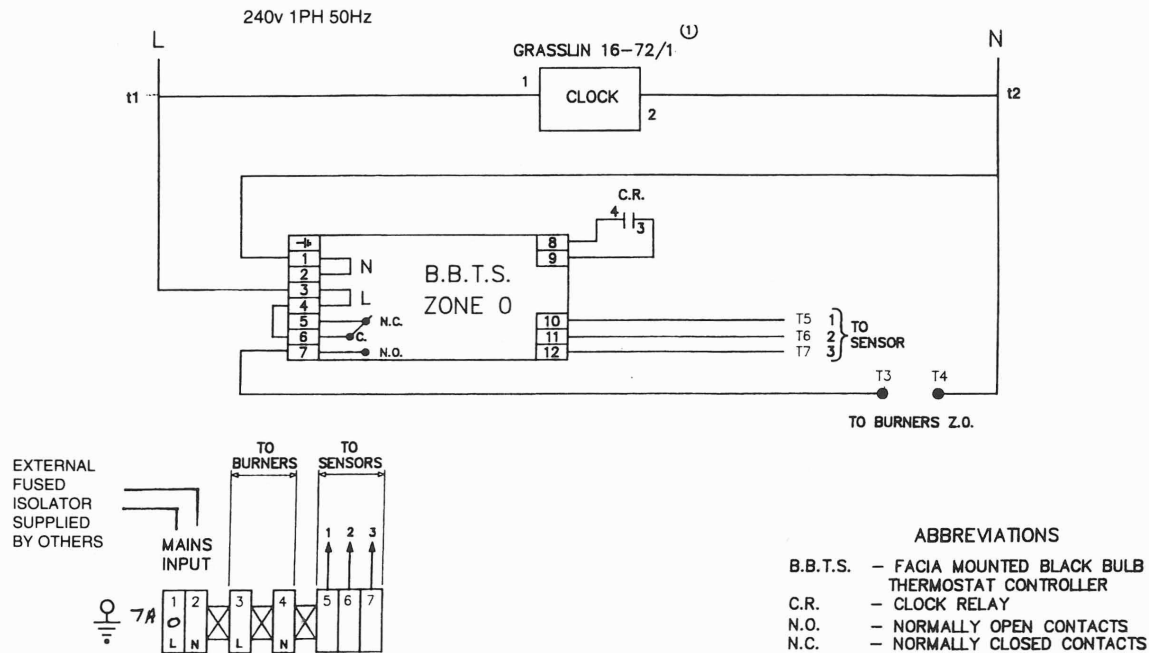 240v 1PH 50Hz
L
GRASSLIN 16-72/1 (1)
N
t1
1
CLOCK
2
t2
C.R.
4
3
1
2
3
4
5
6
7
N
L
N.C.
C.
N.O.
B.B.T.S.
ZONE 0
8
9
10
11
12
T5 1
T6 2
T7 3
TO
SENSOR
T3 T4
TO BURNERS Z.O.
EXTERNAL
FUSED
ISOLATOR
SUPPLIED
BY OTHERS
MAINS
INPUT
TO
BURNERS
TO
SENSORS
1 2 3
7A
1 2 3 4 5 6 7
L N L N
ABBREVIATIONS
B.B.T.S. – FACIA MOUNTED BLACK BULB
THERMOSTAT CONTROLLER
C.R. – CLOCK RELAY
N.O. – NORMALLY OPEN CONTACTS
N.C. – NORMALLY CLOSED CONTACTS